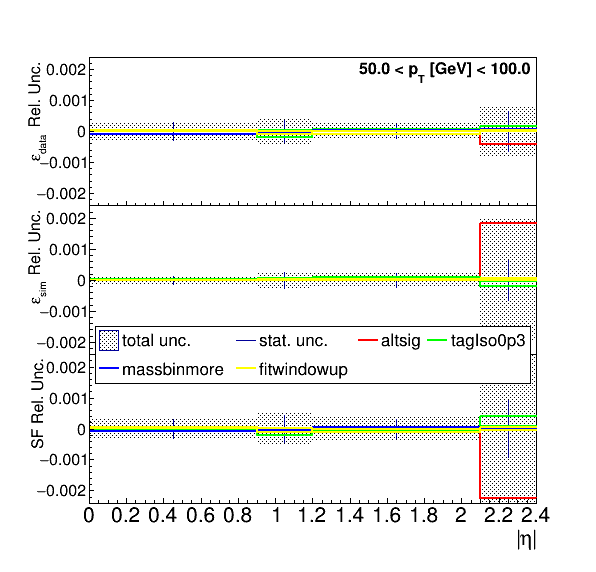 50.0 < p_T [GeV] < 100.0
ε_data Rel. Unc.
0.002
0.001
0
−0.001
−0.002
ε_sim Rel. Unc.
0.002
0.001
0
−0.001
−0.002
total unc. stat. unc. altsig tagIso0p3
massbinmore fitwindowup
SF Rel. Unc.
0.002
0.001
0
−0.001
−0.002
0 0.2 0.4 0.6 0.8 1 1.2 1.4 1.6 1.8 2 2.2 2.4
|η|